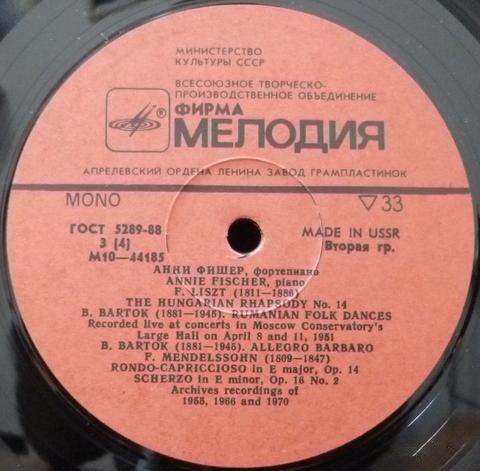 МИНИСТЕРСТВО
КУЛЬТУРЫ СССР
ВСЕСОЮЗНОЕ ТВОРЧЕСКО-
ПРОИЗВОДСТВЕННОЕ ОБЪЕДИНЕНИЕ
ФИРМА
МЕЛОДИЯ
АПРЕЛЕВСКИЙ ОРДЕНА ЛЕНИНА ЗАВОД ГРАМПЛАСТИНОК
MONO ▽33
ГОСТ 5289-88 MADE IN USSR
3 (4) Вторая гр.
М10—44185
АННИ ФИШЕР, фортепиано
ANNIE FISCHER, piano
F. LISZT (1811—1886)
THE HUNGARIAN RHAPSODY No. 14
B. BARTOK (1881—1945). RUMANIAN FOLK DANCES
Recorded live at concerts in Moscow Conservatory's
Large Hall on April 8 and 11, 1951
B. BARTOK (1881—1945). ALLEGRO BARBARO
F. MENDELSSOHN (1809—1847)
RONDO-CAPRICCIOSO in E major, Op. 14
SCHERZO in E minor, Op. 16 No. 2
Archives recordings of
1955, 1966 and 1970